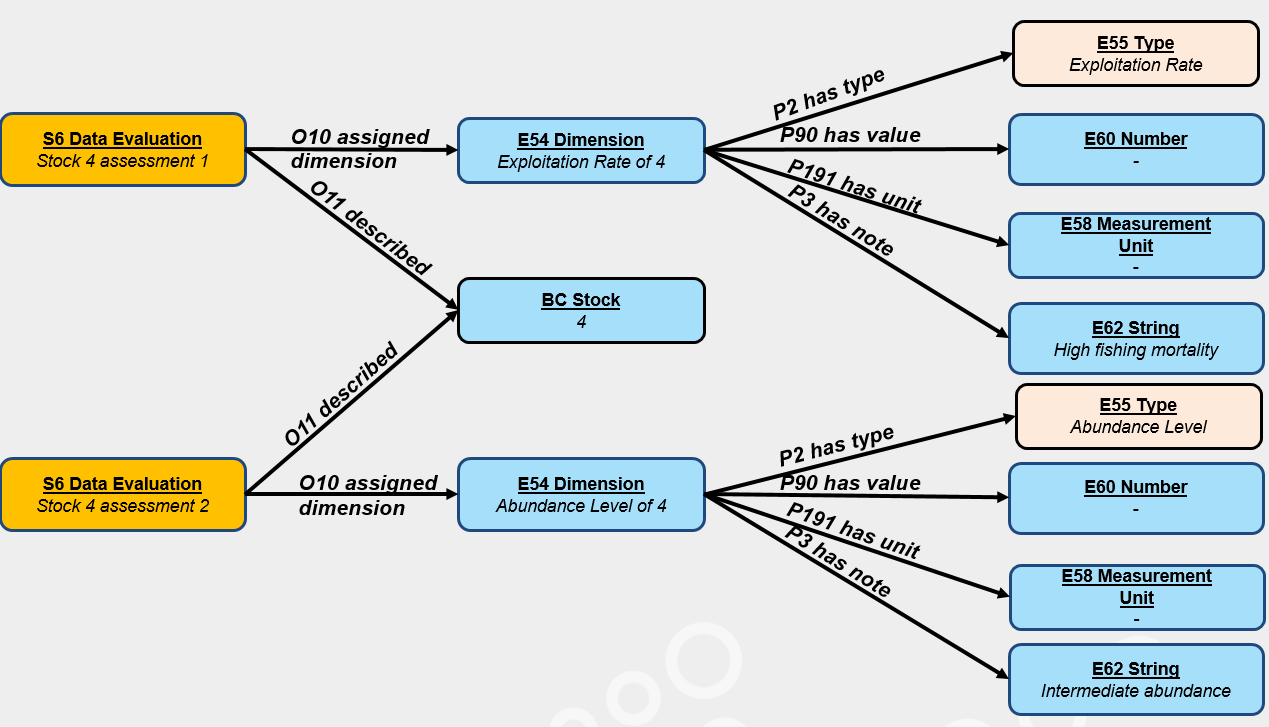 S6 Data Evaluation
Stock 4 assessment 1
O10 assigned
dimension
O11 described
E54 Dimension
Exploitation Rate of 4
P2 has type
P90 has value
P191 has unit
P3 has note
E55 Type
Exploitation Rate
E60 Number
-
E58 Measurement
Unit
-
E62 String
High fishing mortality
BC Stock
4
S6 Data Evaluation
Stock 4 assessment 2
O11 described
O10 assigned
dimension
E54 Dimension
Abundance Level of 4
P2 has type
P90 has value
P191 has unit
P3 has note
E55 Type
Abundance Level
E60 Number
-
E58 Measurement
Unit
-
E62 String
Intermediate abundance